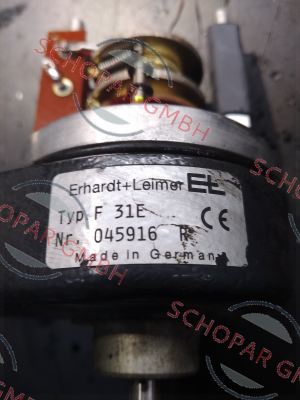 SCHOPAR GMBH
Erhardt+Leimer EL
Typ F 31E
CE
Nr. 045916 R
Made in Germany
SCHOPAR GMBH
SCHOPAR GMBH